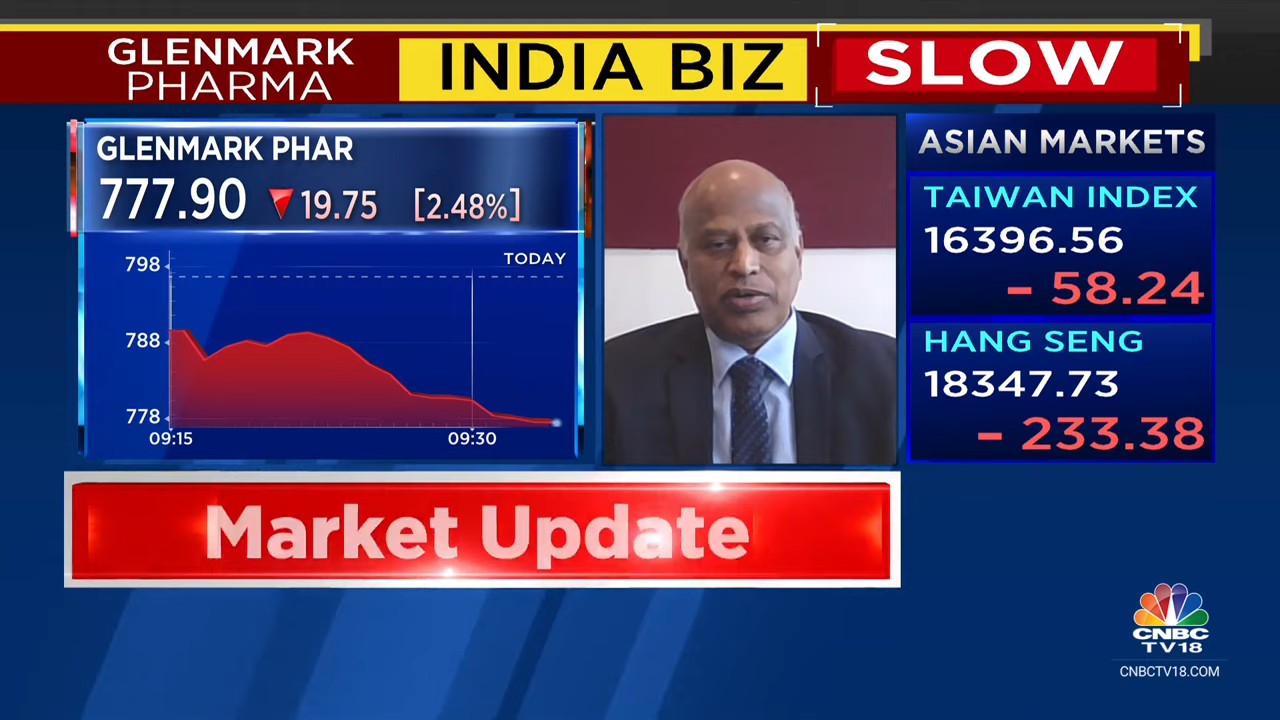 GLENMARK
PHARMA
INDIA BIZ
SLOW
GLENMARK PHAR
777.90 ▼ 19.75 [2.48%]
TODAY
798
788
778
09:15 09:30
ASIAN MARKETS
TAIWAN INDEX
16396.56
- 58.24
HANG SENG
18347.73
- 233.38
Market Update
CNBC
TV18
CNBCTV18.COM